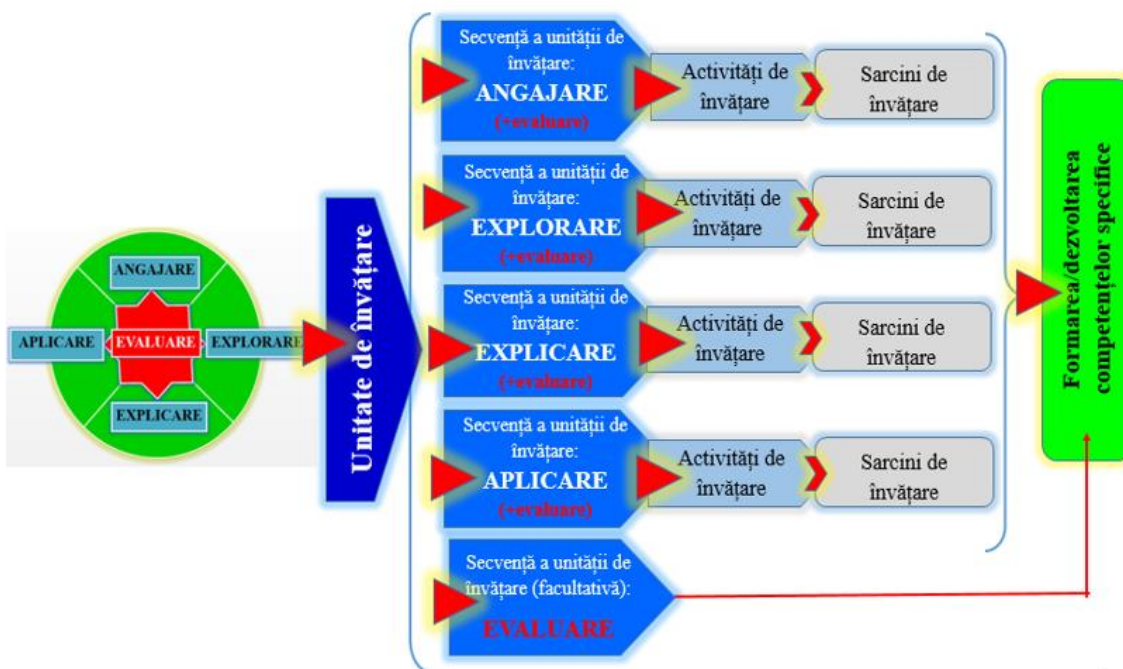 ANGAJARE
APLICARE
EVALUARE
EXPLORARE
EXPLICARE
Unitate de învățare
Secvență a unității de
învățare:
ANGAJARE
(+evaluare)
Activități de
învățare
Sarcini de
învățare
Secvență a unității de
învățare:
EXPLORARE
(+evaluare)
Activități de
învățare
Sarcini de
învățare
Secvență a unității de
învățare:
EXPLICARE
(+evaluare)
Activități de
învățare
Sarcini de
învățare
Secvență a unității de
învățare:
APLICARE
(+evaluare)
Activități de
învățare
Sarcini de
învățare
Secvență a unității de
învățare (facultativă):
EVALUARE
Formarea/dezvoltarea
competențelor specifice